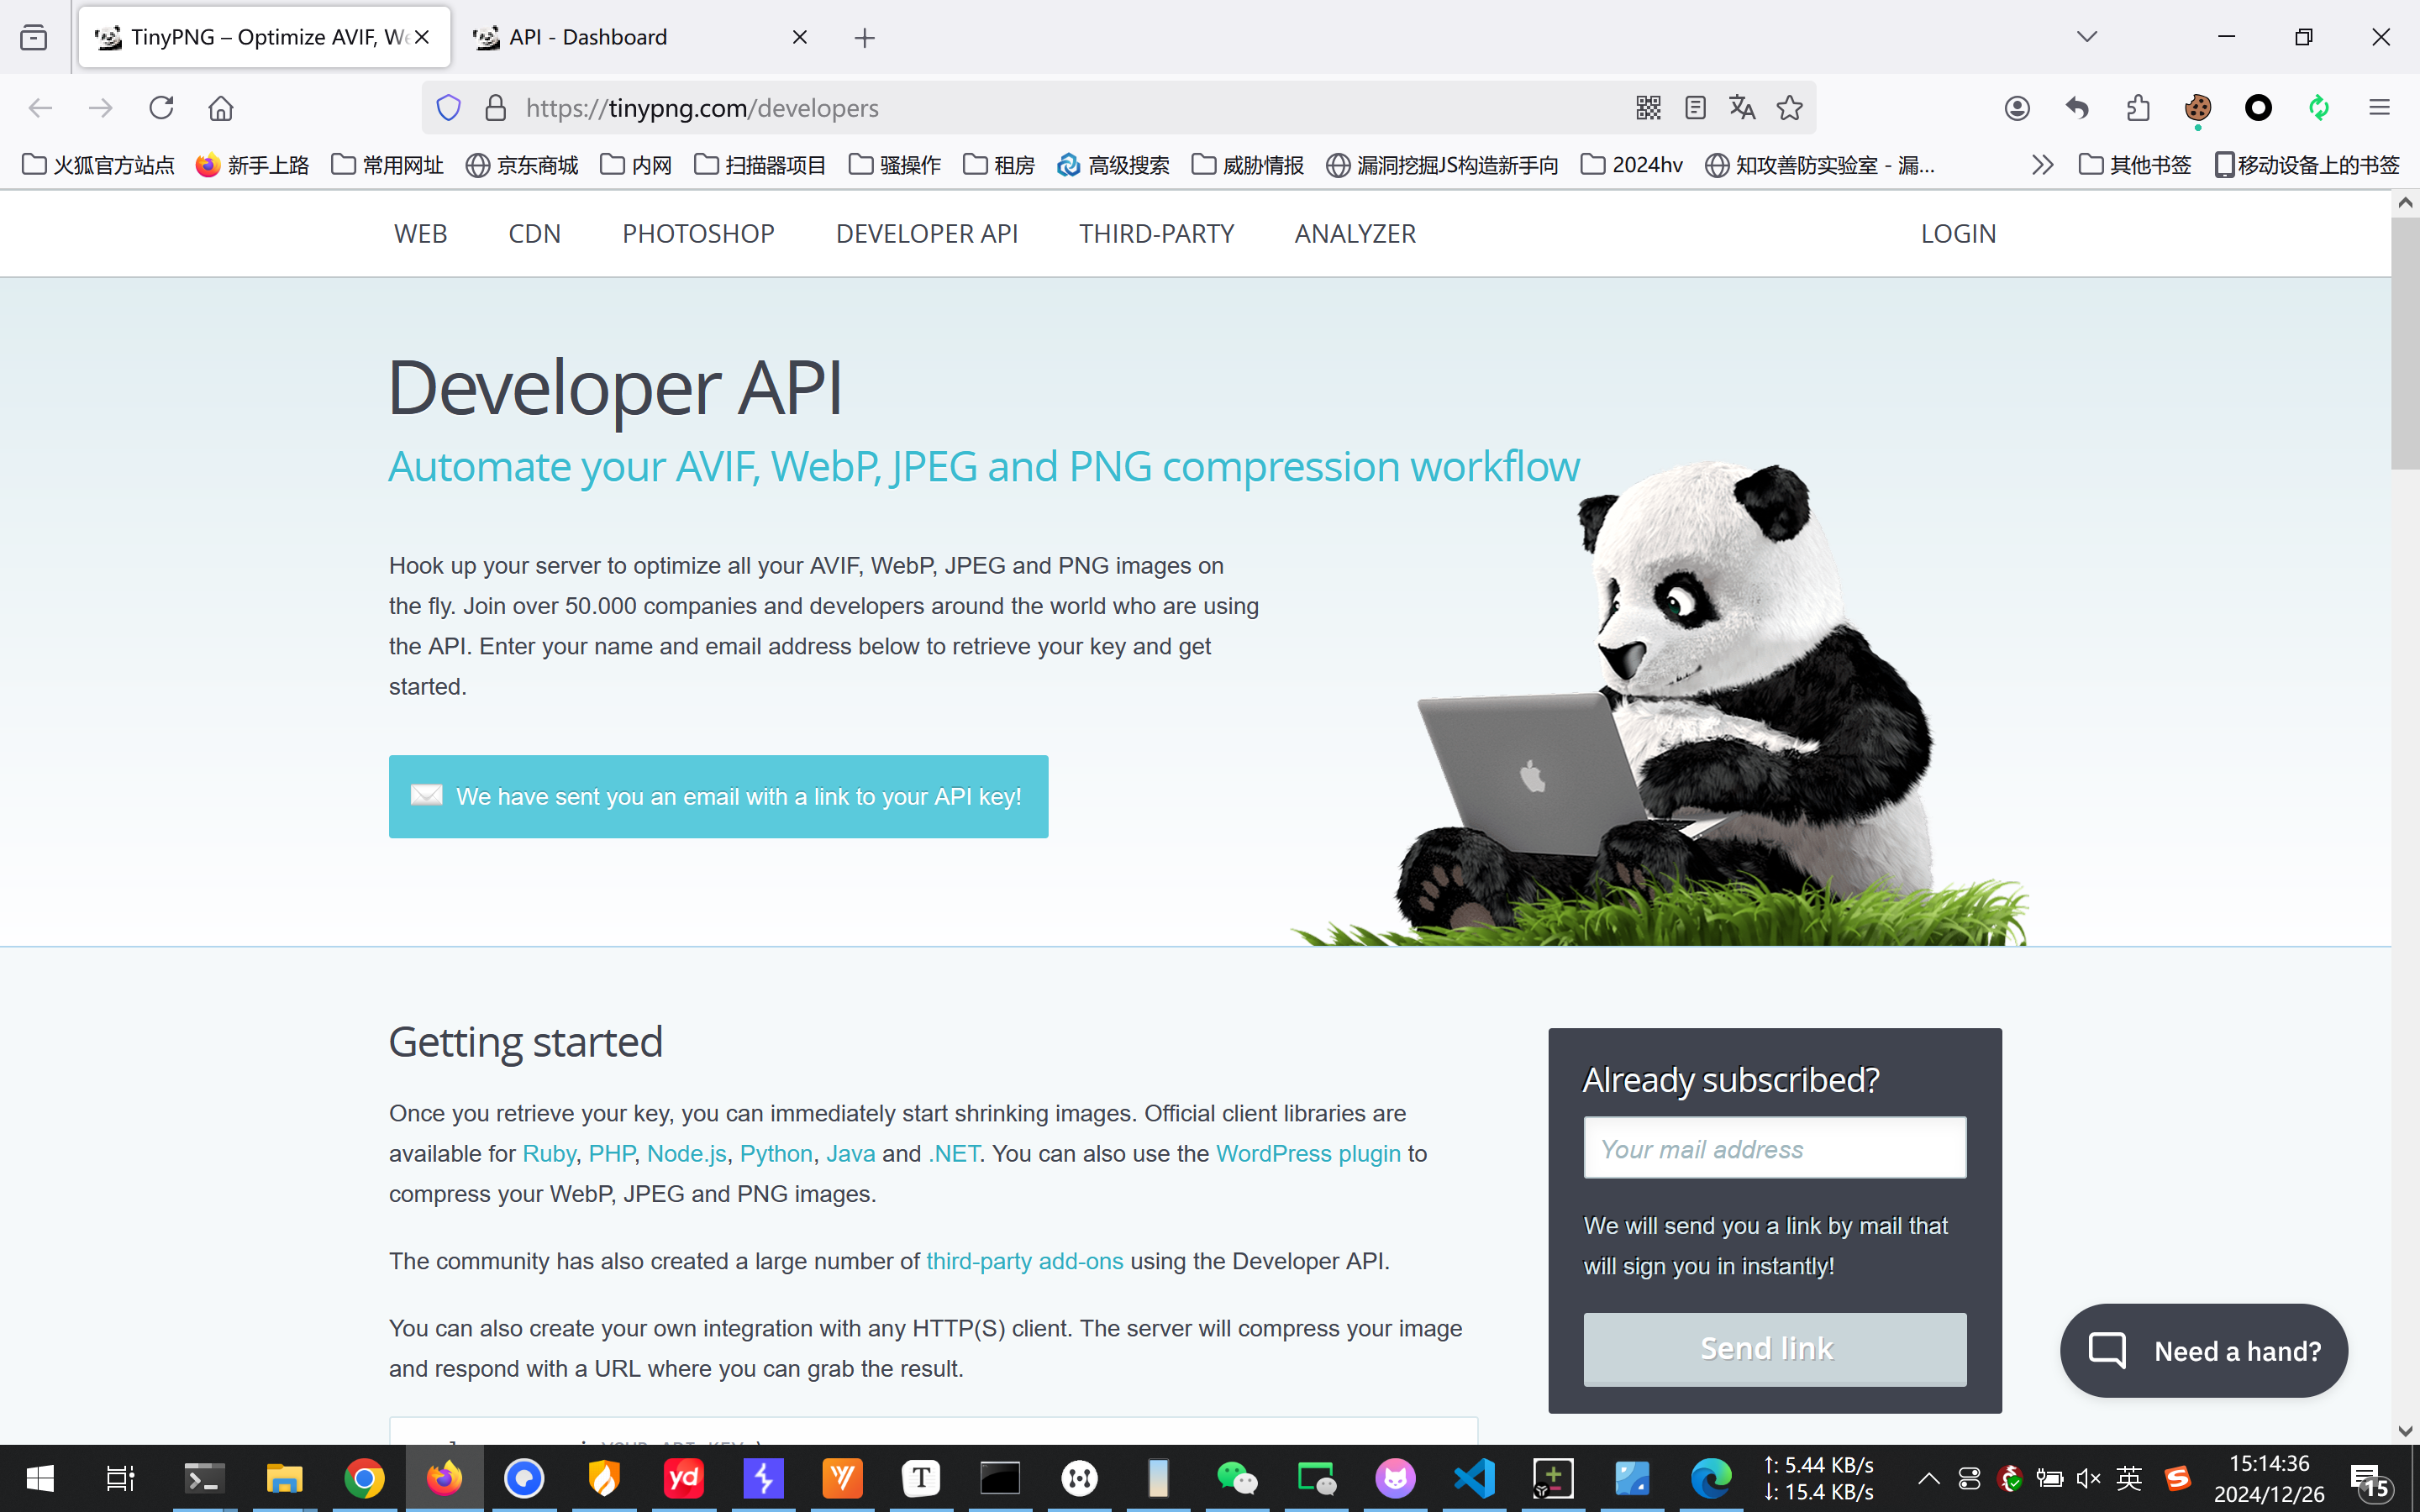 TinyPNG – Optimize AVIF, We
API - Dashboard
https://tinypng.com/developers
火狐官方站点
新手上路
常用网址
京东商城
内网
扫描器项目
骚操作
租房
高级搜索
威胁情报
漏洞挖掘JS构造新手向
2024hv
知攻善防实验室 - 漏...
其他书签
移动设备上的书签
WEB
CDN
PHOTOSHOP
DEVELOPER API
THIRD-PARTY
ANALYZER
LOGIN
Developer API
Automate your AVIF, WebP, JPEG and PNG compression workflow
Hook up your server to optimize all your AVIF, WebP, JPEG and PNG images on
the fly. Join over 50.000 companies and developers around the world who are using
the API. Enter your name and email address below to retrieve your key and get
started.
We have sent you an email with a link to your API key!
Getting started
Once you retrieve your key, you can immediately start shrinking images. Official client libraries are
available for Ruby, PHP, Node.js, Python, Java and .NET. You can also use the WordPress plugin to
compress your WebP, JPEG and PNG images.
The community has also created a large number of third-party add-ons using the Developer API.
You can also create your own integration with any HTTP(S) client. The server will compress your image
and respond with a URL where you can grab the result.
Already subscribed?
Your mail address
We will send you a link by mail that
will sign you in instantly!
Send link
Need a hand?
yd
T
↑: 5.44 KB/s
↓: 15.4 KB/s
英
S
15:14:36
2024/12/26
15